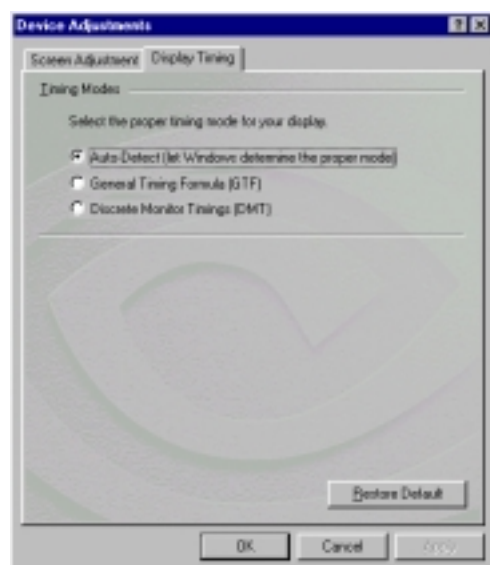 Device Adjustments
Screen Adjustment Display Timing
Timing Modes
Select the proper timing mode for your display.
Auto-Detect (let Windows determine the proper mode)
General Timing Formula (GTF)
Discrete Monitor Timings (DMT)
Restore Default
OK Cancel Apply